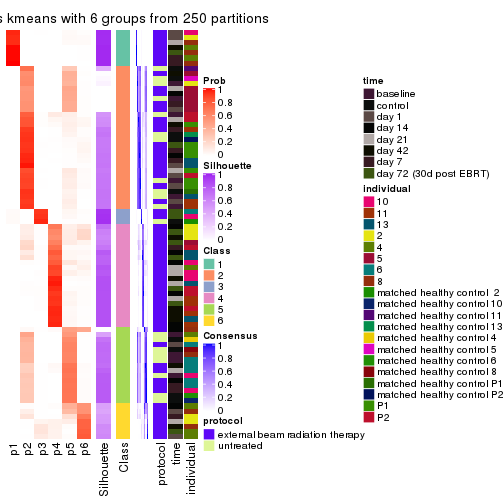 s kmeans with 6 groups from 250 partitions
Prob
1
0.8
0.6
0.4
0.2
0
Silhouette
1
0.8
0.6
0.4
0.2
0
Class
1
2
3
4
5
6
Consensus
1
0.8
0.6
0.4
0.2
0
protocol
external beam radiation therapy
untreated
time
baseline
control
day 1
day 14
day 21
day 42
day 7
day 72 (30d post EBRT)
individual
10
11
13
2
4
5
6
8
matched healthy control 2
matched healthy control 10
matched healthy control 11
matched healthy control 13
matched healthy control 4
matched healthy control 5
matched healthy control 6
matched healthy control 8
matched healthy control P1
matched healthy control P2
P1
P2
p1
p2
p3
p4
p5
p6
Silhouette
Class
protocol
time
individual